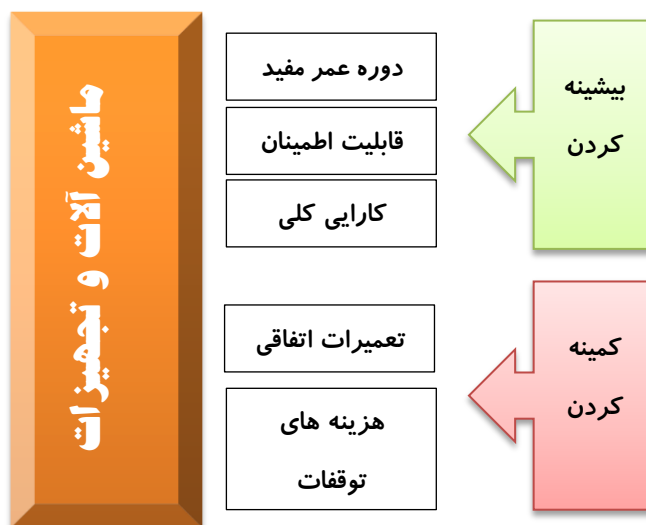 بیشینه
کردن
دوره عمر مفید
قابلیت اطمینان
کارایی کلی
کمینه
کردن
تعمیرات اتفاقی
هزینه های
توقفات
ماشین آلات و تجهیزات